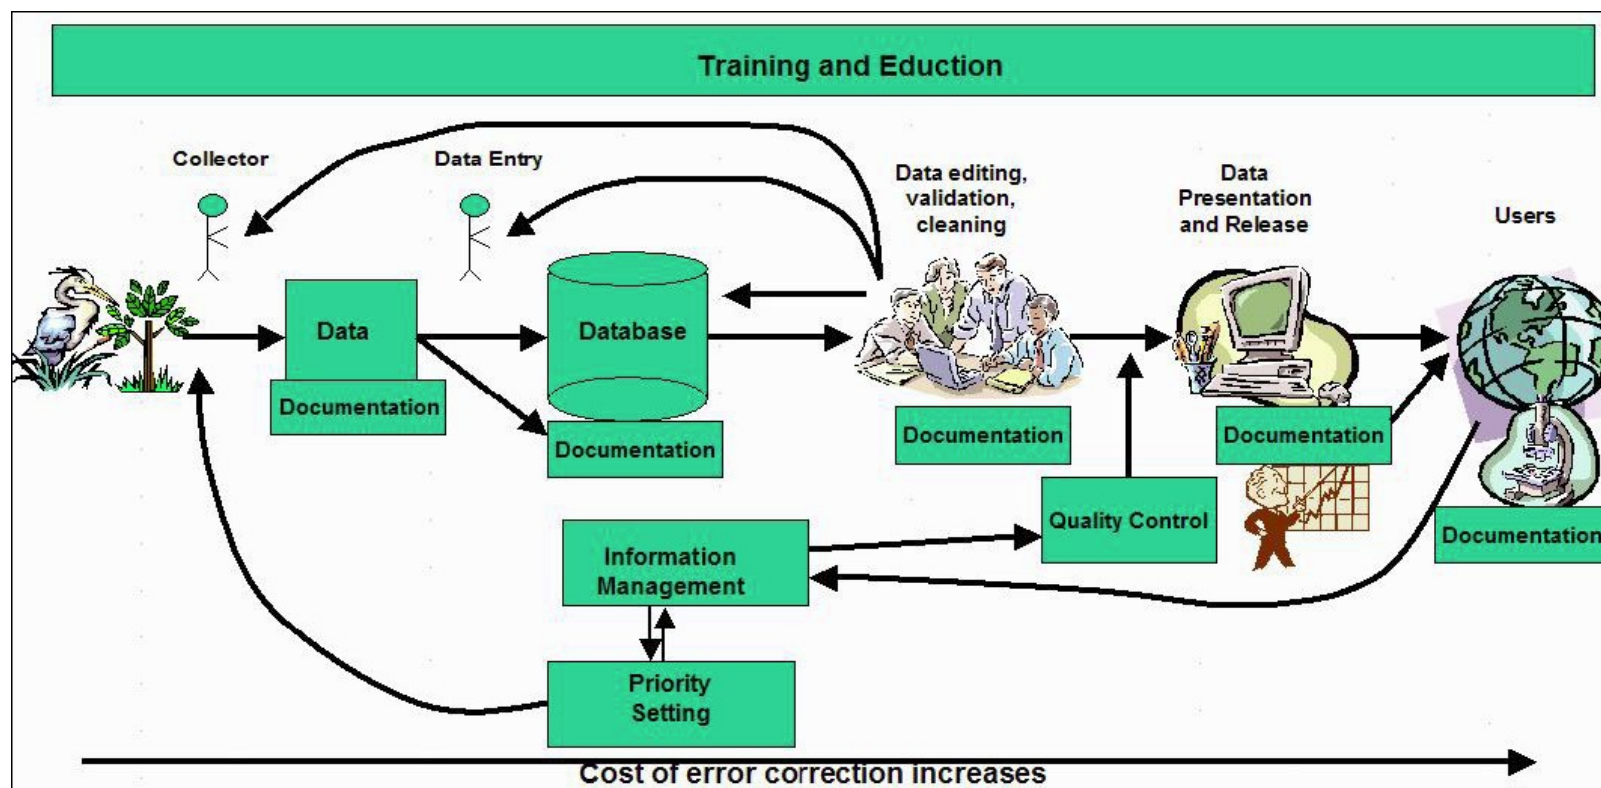 Training and Eduction
Collector
Data Entry
Data editing,
validation,
cleaning
Data
Presentation
and Release
Users
Data
Database
Documentation
Documentation
Documentation
Documentation
Documentation
Quality Control
Information
Management
Priority
Setting
Cost of error correction increases